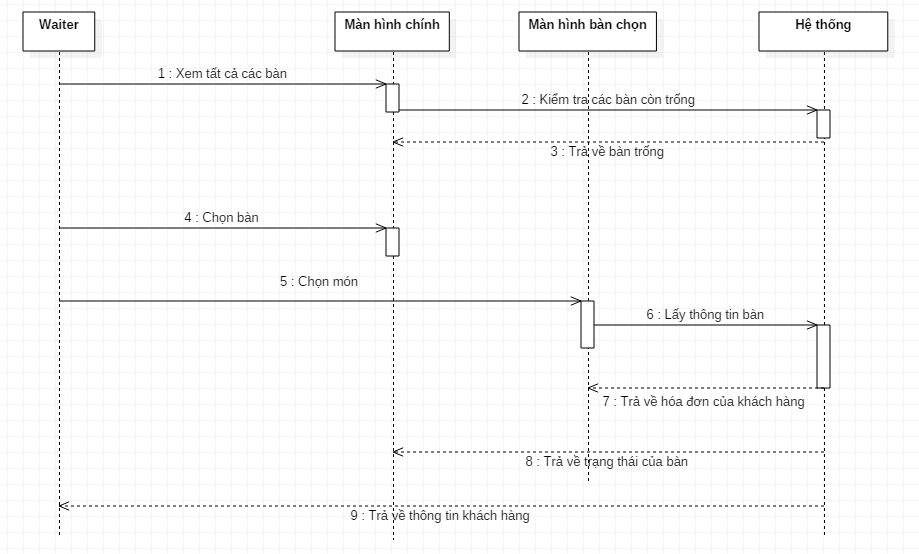 Waiter
Màn hình chính
Màn hình bàn chọn
Hệ thống
1 : Xem tất cả các bàn
2 : Kiểm tra các bàn còn trống
3 : Trả về bàn trống
4 : Chọn bàn
5 : Chọn món
6 : Lấy thông tin bàn
7 : Trả về hóa đơn của khách hàng
8 : Trả về trạng thái của bàn
9 : Trả về thông tin khách hàng